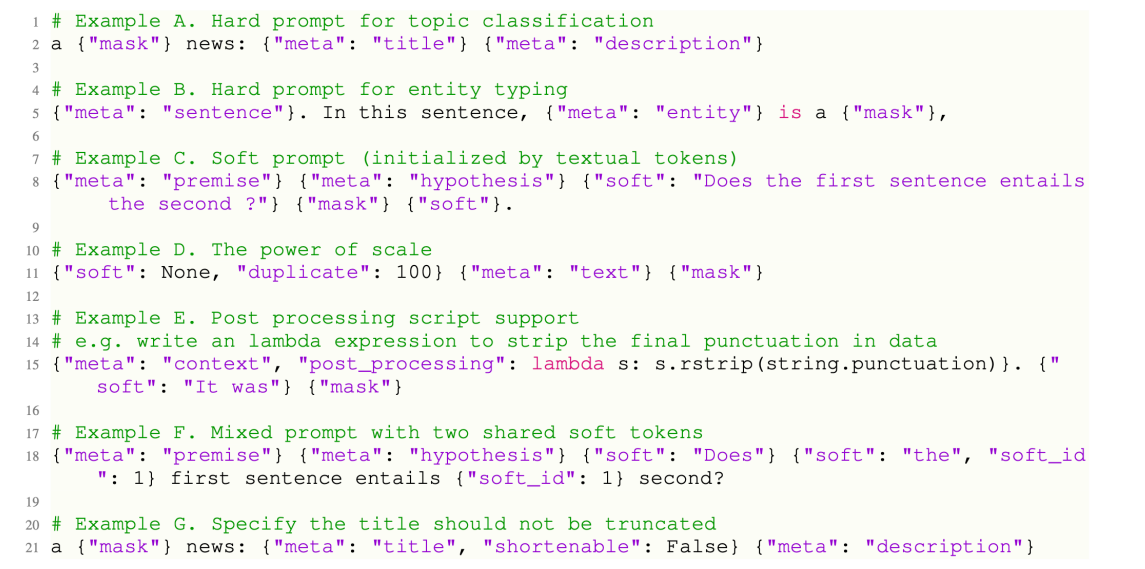 1 # Example A. Hard prompt for topic classification
2 a {"mask"} news: {"meta": "title"} {"meta": "description"}
3
4 # Example B. Hard prompt for entity typing
5 {"meta": "sentence"}. In this sentence, {"meta": "entity"} is a {"mask"},
6
7 # Example C. Soft prompt (initialized by textual tokens)
8 {"meta": "premise"} {"meta": "hypothesis"} {"soft": "Does the first sentence entails
the second ?"} {"mask"} {"soft"}.
9
10 # Example D. The power of scale
11 {"soft": None, "duplicate": 100} {"meta": "text"} {"mask"}
12
13 # Example E. Post processing script support
14 # e.g. write an lambda expression to strip the final punctuation in data
15 {"meta": "context", "post_processing": lambda s: s.rstrip(string.punctuation)}. {"
soft": "It was"} {"mask"}
16
17 # Example F. Mixed prompt with two shared soft tokens
18 {"meta": "premise"} {"meta": "hypothesis"} {"soft": "Does"} {"soft": "the", "soft_id
": 1} first sentence entails {"soft_id": 1} second?
19
20 # Example G. Specify the title should not be truncated
21 a {"mask"} news: {"meta": "title", "shortenable": False} {"meta": "description"}